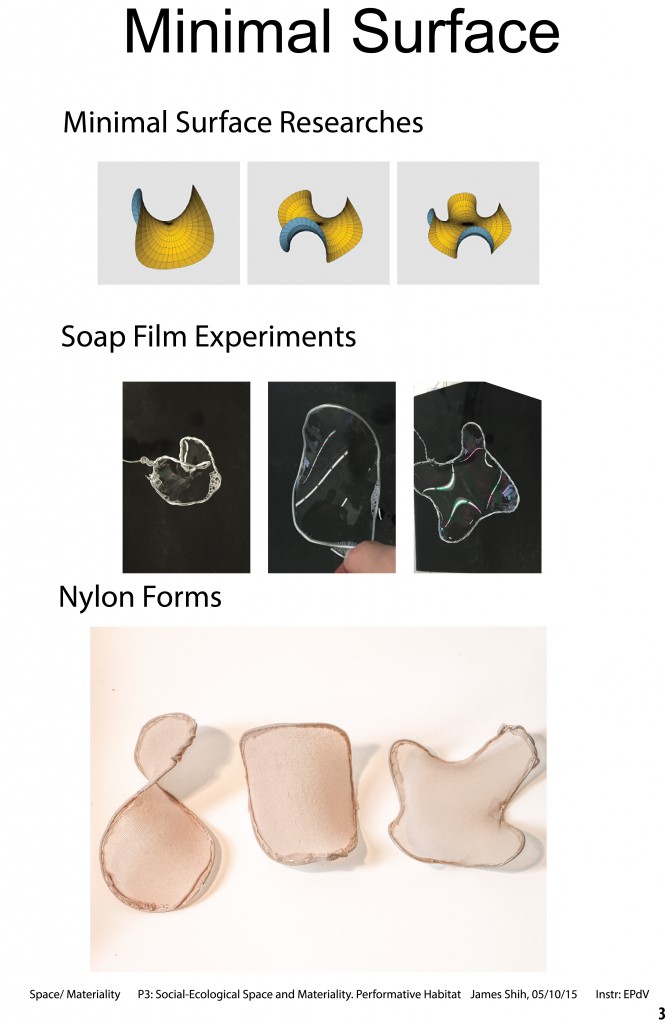 Minimal Surface
Minimal Surface Researches
Soap Film Experiments
Nylon Forms
Space/ Materiality P3: Social-Ecological Space and Materiality. Performative Habitat James Shih, 05/10/15 Instr: EPdV
3